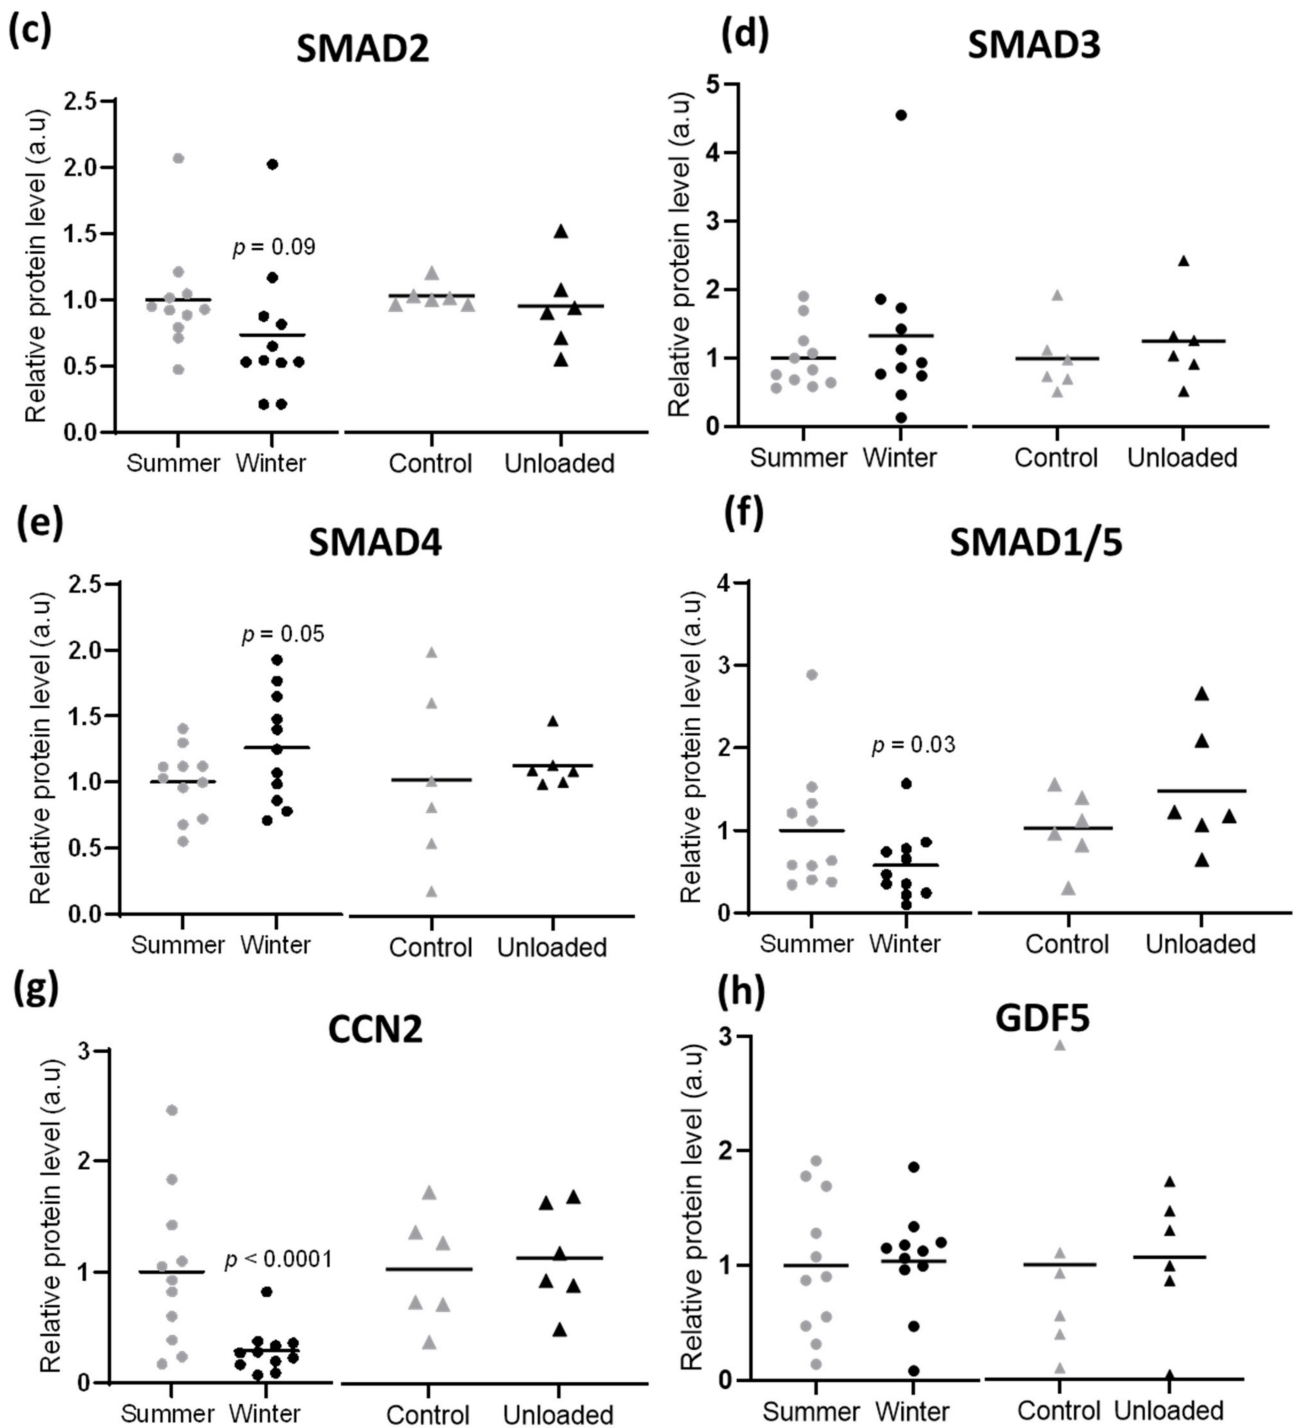 (c)
SMAD2
Relative protein level (a.u)
2.5
2.0
1.5
1.0
0.5
0.0
p = 0.09
Summer Winter Control Unloaded
(d)
SMAD3
Relative protein level (a.u)
5
4
3
2
1
0
Summer Winter Control Unloaded
(e)
SMAD4
Relative protein level (a.u)
2.5
2.0
1.5
1.0
0.5
0.0
p = 0.05
Summer Winter Control Unloaded
(f)
SMAD1/5
Relative protein level (a.u)
4
3
2
1
0
p = 0.03
Summer Winter Control Unloaded
(g)
CCN2
Relative protein level (a.u)
3
2
1
0
p < 0.0001
Summer Winter Control Unloaded
(h)
GDF5
Relative protein level (a.u)
3
2
1
0
Summer Winter Control Unloaded